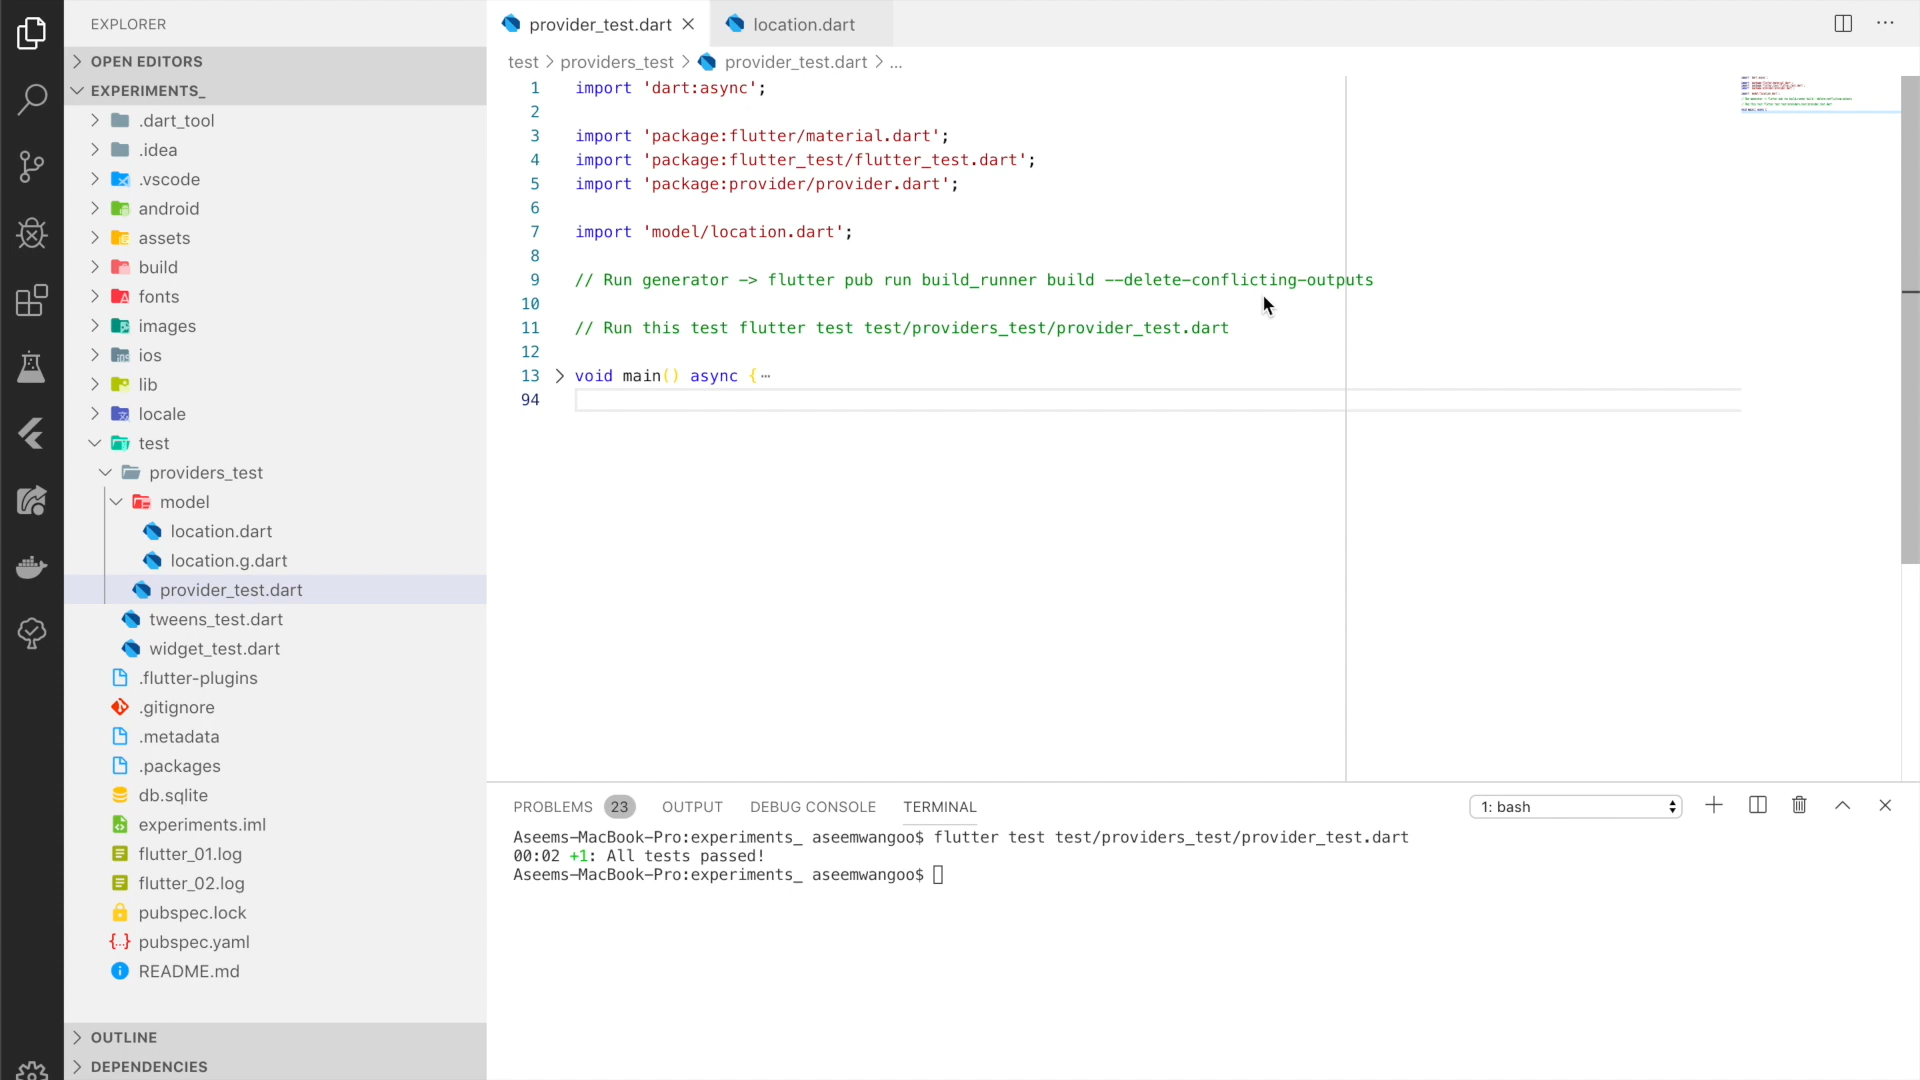 EXPLORER
OPEN EDITORS
EXPERIMENTS_
.dart_tool
.idea
.vscode
android
assets
build
fonts
images
ios
lib
locale
test
providers_test
model
location.dart
location.g.dart
provider_test.dart
tweens_test.dart
widget_test.dart
.flutter-plugins
.gitignore
.metadata
.packages
db.sqlite
experiments.iml
flutter_01.log
flutter_02.log
pubspec.lock
pubspec.yaml
README.md
OUTLINE
DEPENDENCIES
provider_test.dart
location.dart
test > providers_test > provider_test.dart > ...
1 import 'dart:async';
2
3 import 'package:flutter/material.dart';
4 import 'package:flutter_test/flutter_test.dart';
5 import 'package:provider/provider.dart';
6
7 import 'model/location.dart';
8
9 // Run generator -> flutter pub run build_runner build --delete-conflicting-outputs
10
11 // Run this test flutter test test/providers_test/provider_test.dart
12
13 void main() async {…
94
PROBLEMS 23 OUTPUT DEBUG CONSOLE TERMINAL 1: bash
Aseems-MacBook-Pro:experiments_ aseemwangoo$ flutter test test/providers_test/provider_test.dart
00:02 +1: All tests passed!
Aseems-MacBook-Pro:experiments_ aseemwangoo$